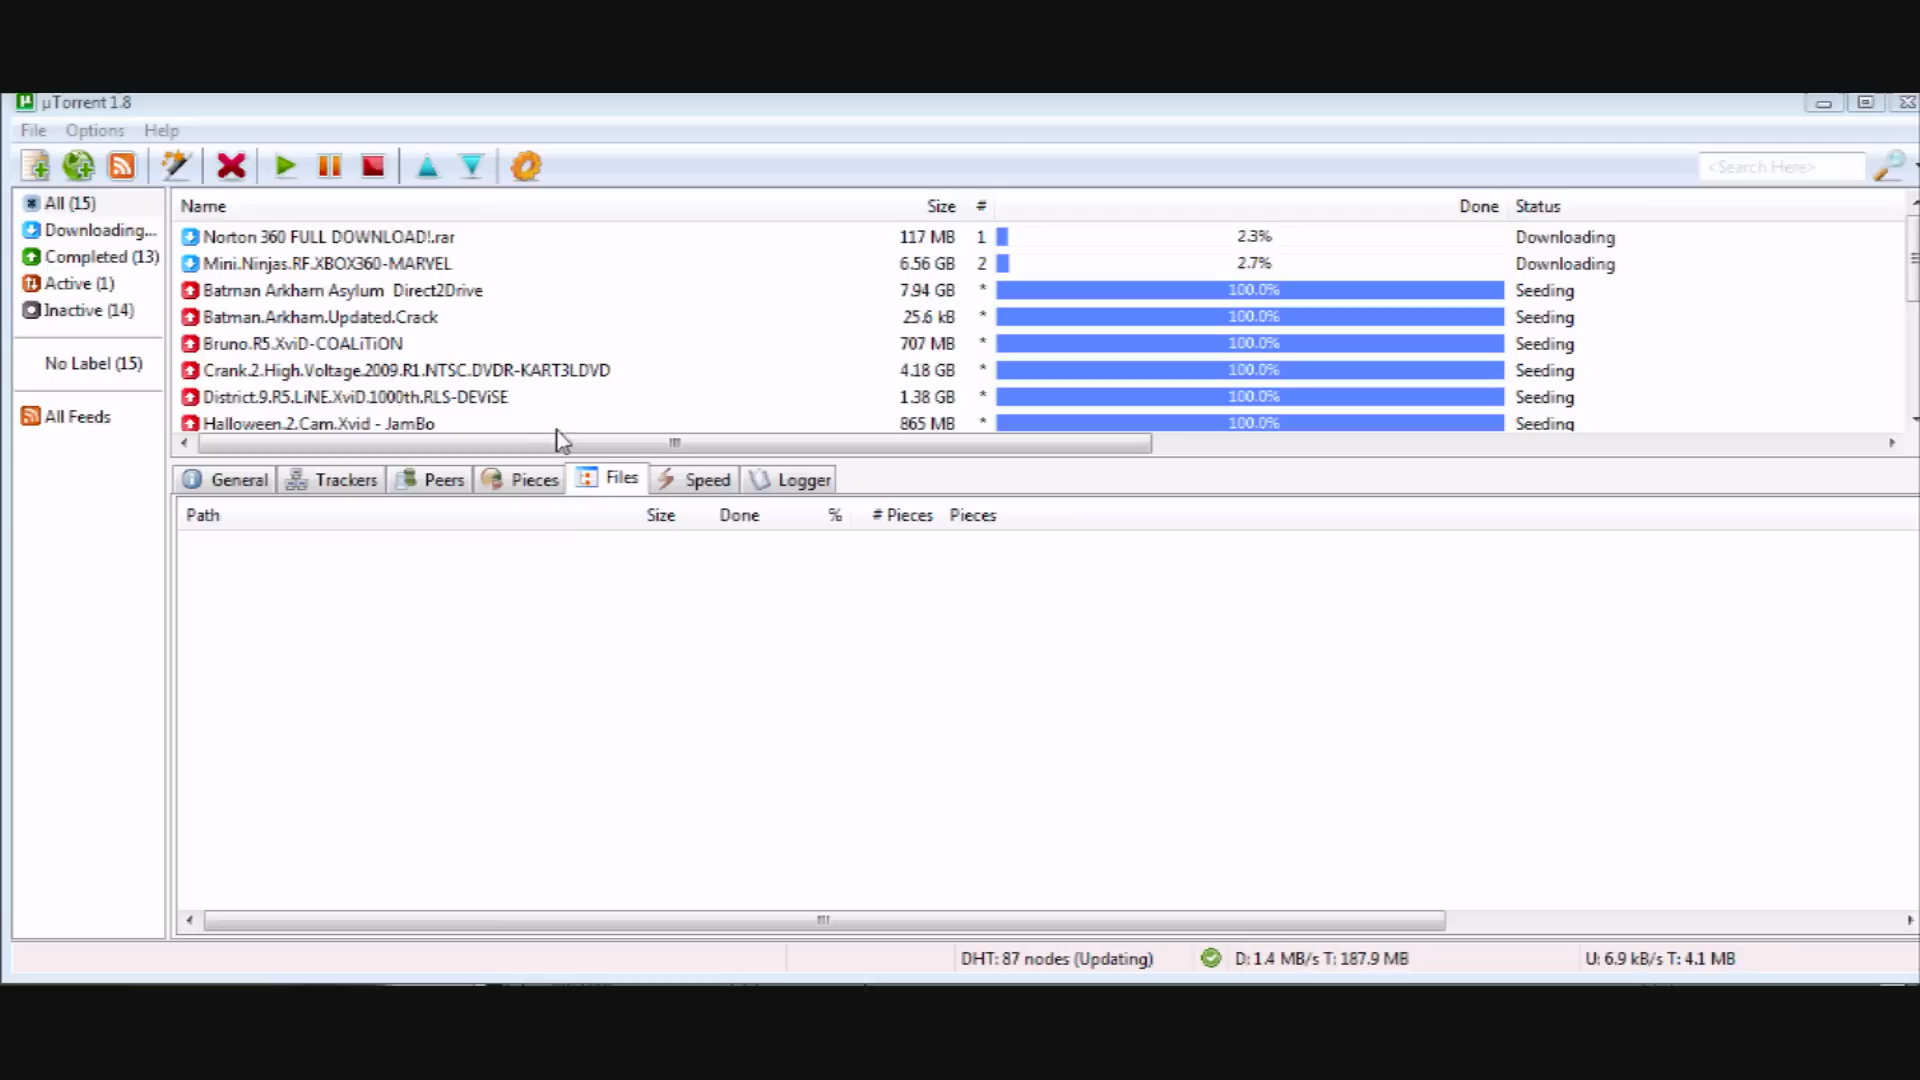 µTorrent 1.8
File Options Help
<Search Here>
All (15)
Downloading...
Completed (13)
Active (1)
Inactive (14)
No Label (15)
All Feeds
Name Size # Done Status
Norton 360 FULL DOWNLOAD!.rar 117 MB 1 2.3% Downloading
Mini.Ninjas.RF.XBOX360-MARVEL 6.56 GB 2 2.7% Downloading
Batman Arkham Asylum Direct2Drive 7.94 GB * 100.0% Seeding
Batman.Arkham.Updated.Crack 25.6 kB * 100.0% Seeding
Bruno.R5.XviD-COALiTiON 707 MB * 100.0% Seeding
Crank.2.High.Voltage.2009.R1.NTSC.DVDR-KART3LDVD 4.18 GB * 100.0% Seeding
District.9.R5.LiNE.XviD.1000th.RLS-DEViSE 1.38 GB * 100.0% Seeding
Halloween.2.Cam.Xvid - JamBo 865 MB * 100.0% Seeding
General Trackers Peers Pieces Files Speed Logger
Path Size Done % # Pieces Pieces
DHT: 87 nodes (Updating) D: 1.4 MB/s T: 187.9 MB U: 6.9 kB/s T: 4.1 MB